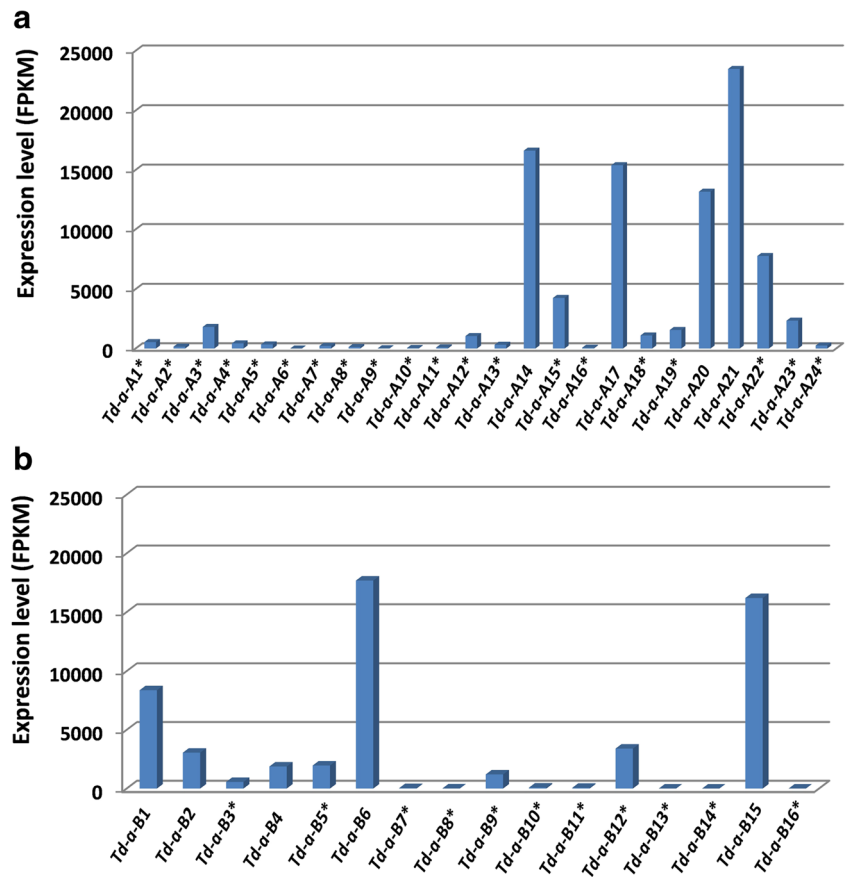 a
Expression level (FPKM)
25000
20000
15000
10000
5000
0
Td-a-A1*
Td-a-A2*
Td-a-A3*
Td-a-A4*
Td-a-A5*
Td-a-A6*
Td-a-A7*
Td-a-A8*
Td-a-A9*
Td-a-A10*
Td-a-A11*
Td-a-A12*
Td-a-A13*
Td-a-A14
Td-a-A15*
Td-a-A16*
Td-a-A17
Td-a-A18*
Td-a-A19*
Td-a-A20
Td-a-A21
Td-a-A22*
Td-a-A23*
Td-a-A24*
b
Expression level (FPKM)
25000
20000
15000
10000
5000
0
Td-a-B1
Td-a-B2
Td-a-B3*
Td-a-B4
Td-a-B5*
Td-a-B6
Td-a-B7*
Td-a-B8*
Td-a-B9*
Td-a-B10*
Td-a-B11*
Td-a-B12*
Td-a-B13*
Td-a-B14*
Td-a-B15
Td-a-B16*